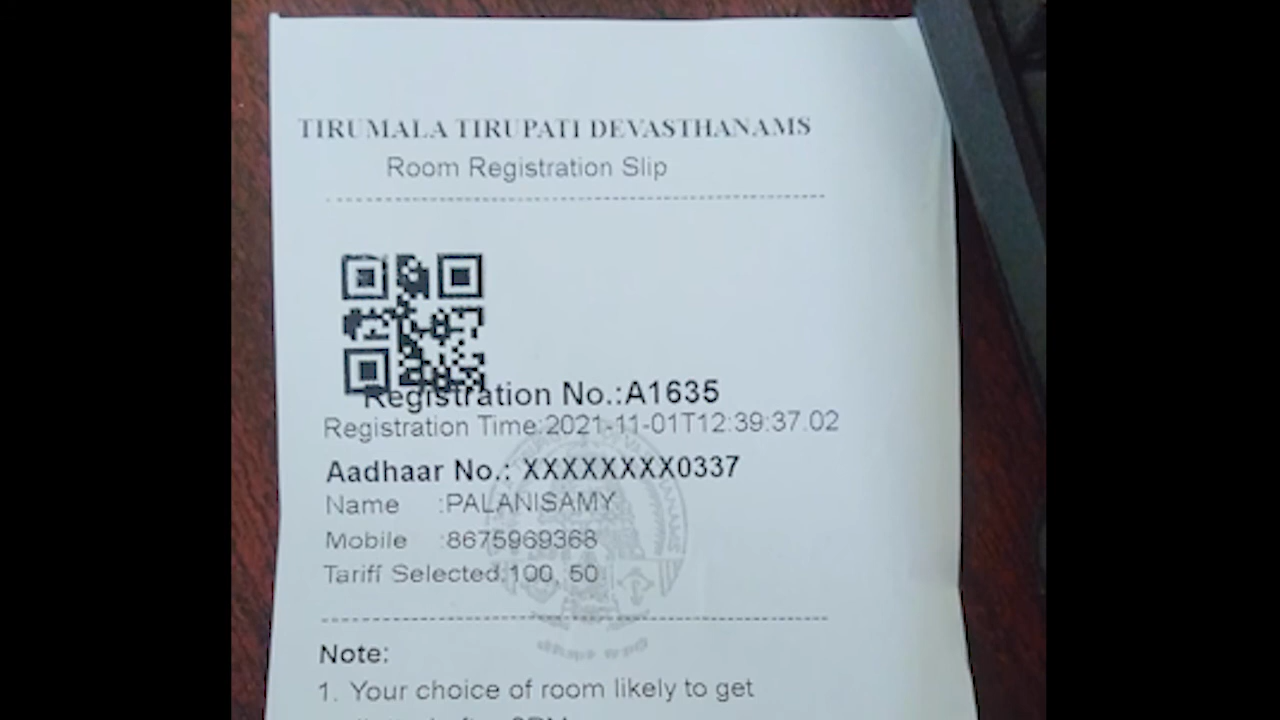 TIRUMALA TIRUPATI DEVASTHANAMS
Room Registration Slip
Registration No.:A1635
Registration Time:2021-11-01T12:39:37.02
Aadhaar No.: XXXXXXXX0337
Name :PALANISAMY
Mobile :8675969368
Tariff Selected:100, 50
Note:
1. Your choice of room likely to get